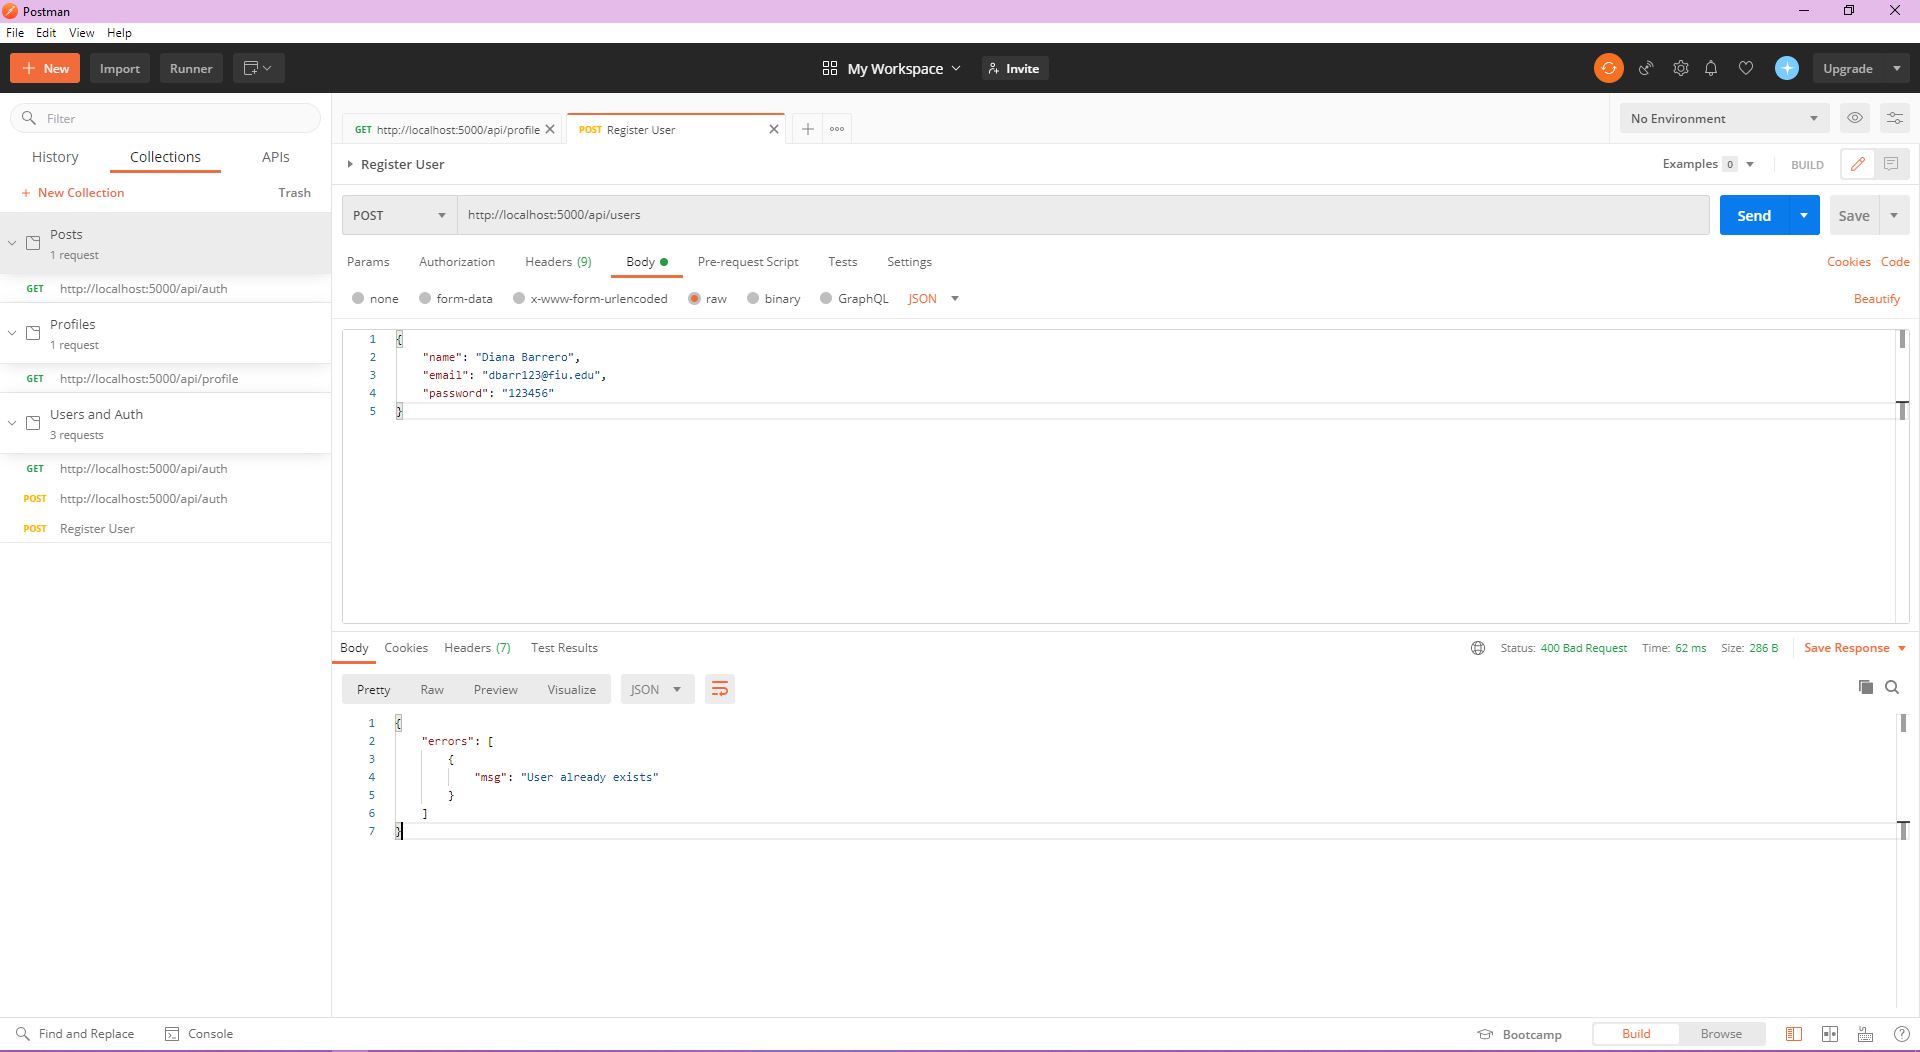 Postman
File Edit View Help
New Import Runner My Workspace Invite Upgrade
Filter
History Collections APIs
New Collection Trash
Posts
1 request
GET http://localhost:5000/api/auth
Profiles
1 request
GET http://localhost:5000/api/profile
Users and Auth
3 requests
GET http://localhost:5000/api/auth
POST http://localhost:5000/api/auth
POST Register User
GET http://localhost:5000/api/profile POST Register User No Environment
Register User Examples 0 BUILD
POST http://localhost:5000/api/users Send Save
Params Authorization Headers (9) Body Pre-request Script Tests Settings Cookies Code
none form-data x-www-form-urlencoded raw binary GraphQL JSON Beautify
1 {
2 "name": "Diana Barrero",
3 "email": "dbarr123@fiu.edu",
4 "password": "123456"
5 }
Body Cookies Headers (7) Test Results Status: 400 Bad Request Time: 62 ms Size: 286 B Save Response
Pretty Raw Preview Visualize JSON
1 {
2 "errors": [
3 {
4 "msg": "User already exists"
5 }
6 ]
7 }
Find and Replace Console Bootcamp Build Browse